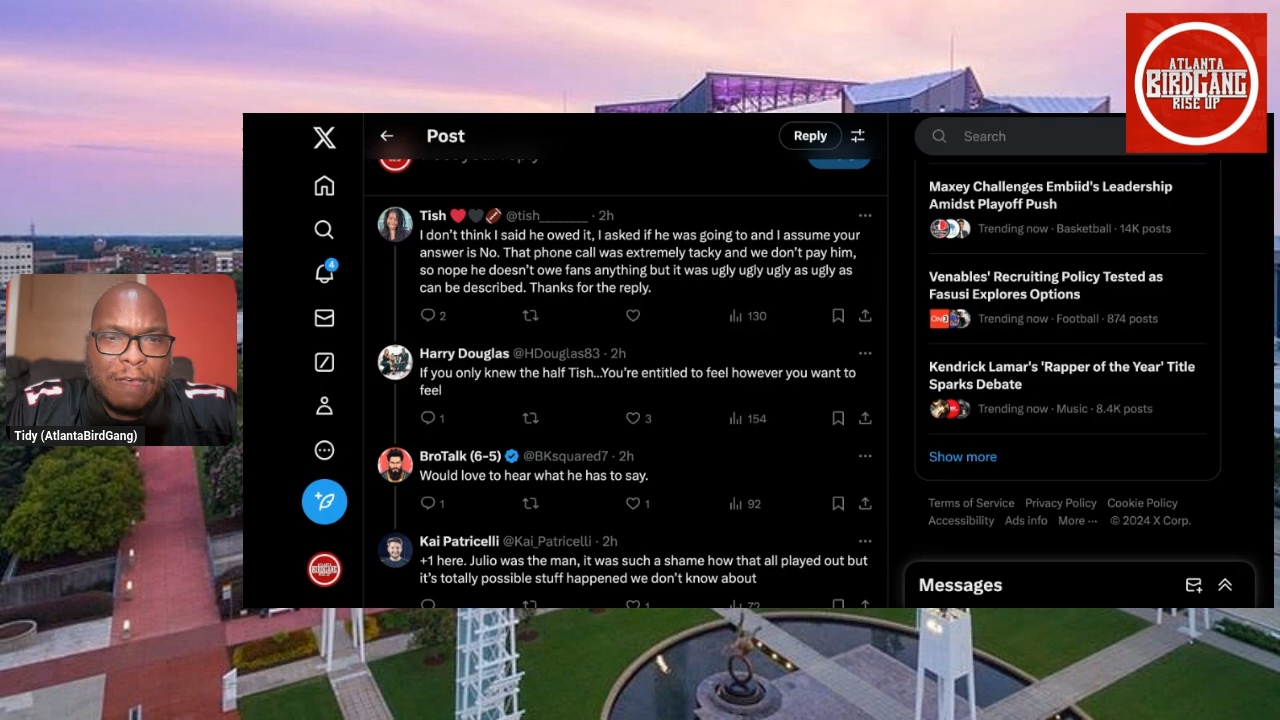 ATLANTA
BIRDGANG
RISE UP
Post
Reply
Search
Tish ❤️🖤🏈 @tish________ · 2h
I don't think I said he owed it, I asked if he was going to and I assume your
answer is No. That phone call was extremely tacky and we don't pay him,
so nope he doesn't owe fans anything but it was ugly ugly ugly as ugly as
can be described. Thanks for the reply.
2
130
Harry Douglas @HDouglas83 · 2h
If you only knew the half Tish...You're entitled to feel however you want to
feel
1
3
154
BroTalk (6-5) @BKsquared7 · 2h
Would love to hear what he has to say.
1
1
92
Kai Patricelli @Kai_Patricelli · 2h
+1 here. Julio was the man, it was such a shame how that all played out but
it's totally possible stuff happened we don't know about
1
72
4
Maxey Challenges Embiid's Leadership
Amidst Playoff Push
Trending now · Basketball · 14K posts
Venables' Recruiting Policy Tested as
Fasusi Explores Options
Trending now · Football · 874 posts
Kendrick Lamar's 'Rapper of the Year' Title
Sparks Debate
Trending now · Music · 8.4K posts
Show more
Terms of Service Privacy Policy Cookie Policy
Accessibility Ads info More ··· © 2024 X Corp.
Messages
Tidy (AtlantaBirdGang)